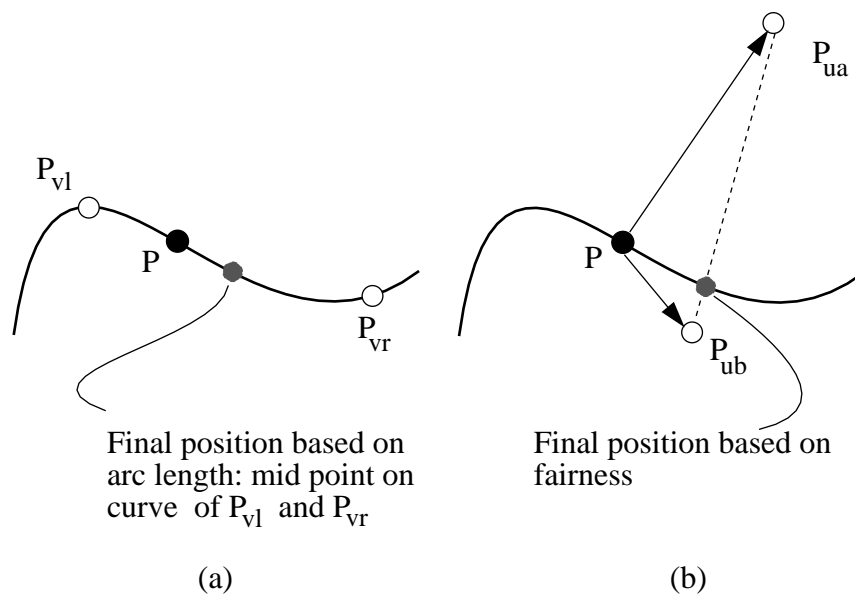 P_vl
P
P_vr
Final position based on
arc length: mid point on
curve of P_vl and P_vr
(a)
P_ua
P
P_ub
Final position based on
fairness
(b)